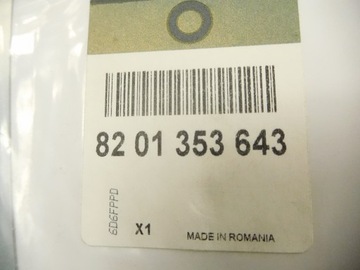 82 01 353 643
6D6FPPD
X1
MADE IN ROMANIA